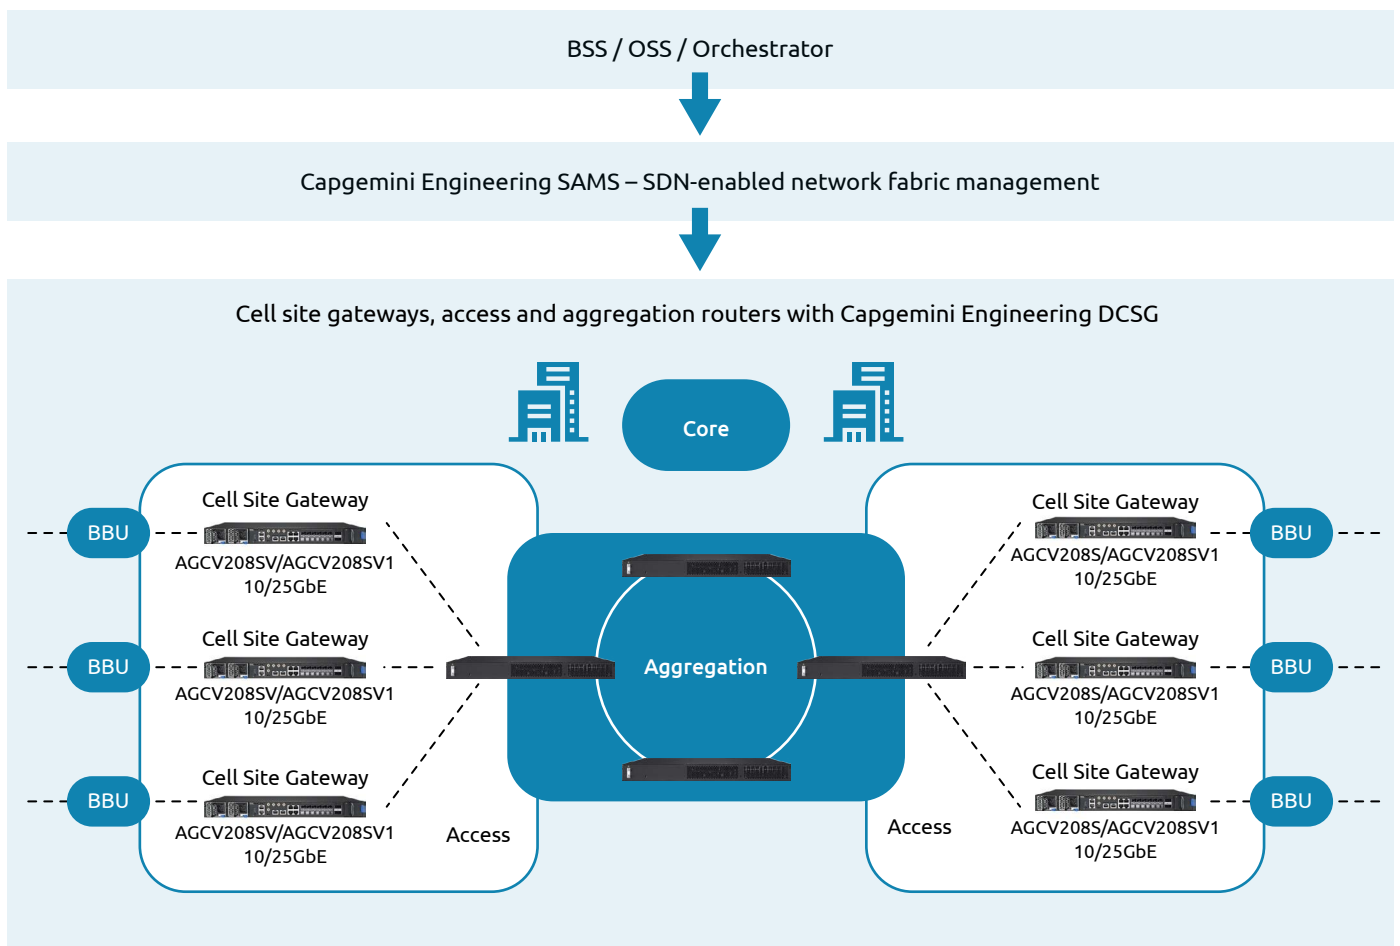 BSS / OSS / Orchestrator
Capgemini Engineering SAMS – SDN-enabled network fabric management
Cell site gateways, access and aggregation routers with Capgemini Engineering DCSG
Core
Cell Site Gateway
BBU
AGCV208SV/AGCV208SV1
10/25GbE
Cell Site Gateway
BBU
AGCV208SV/AGCV208SV1
10/25GbE
Cell Site Gateway
BBU
AGCV208SV/AGCV208SV1
10/25GbE
Access
Aggregation
Cell Site Gateway
BBU
AGCV208S/AGCV208SV1
10/25GbE
Cell Site Gateway
BBU
AGCV208S/AGCV208SV1
10/25GbE
Cell Site Gateway
BBU
AGCV208S/AGCV208SV1
10/25GbE
Access